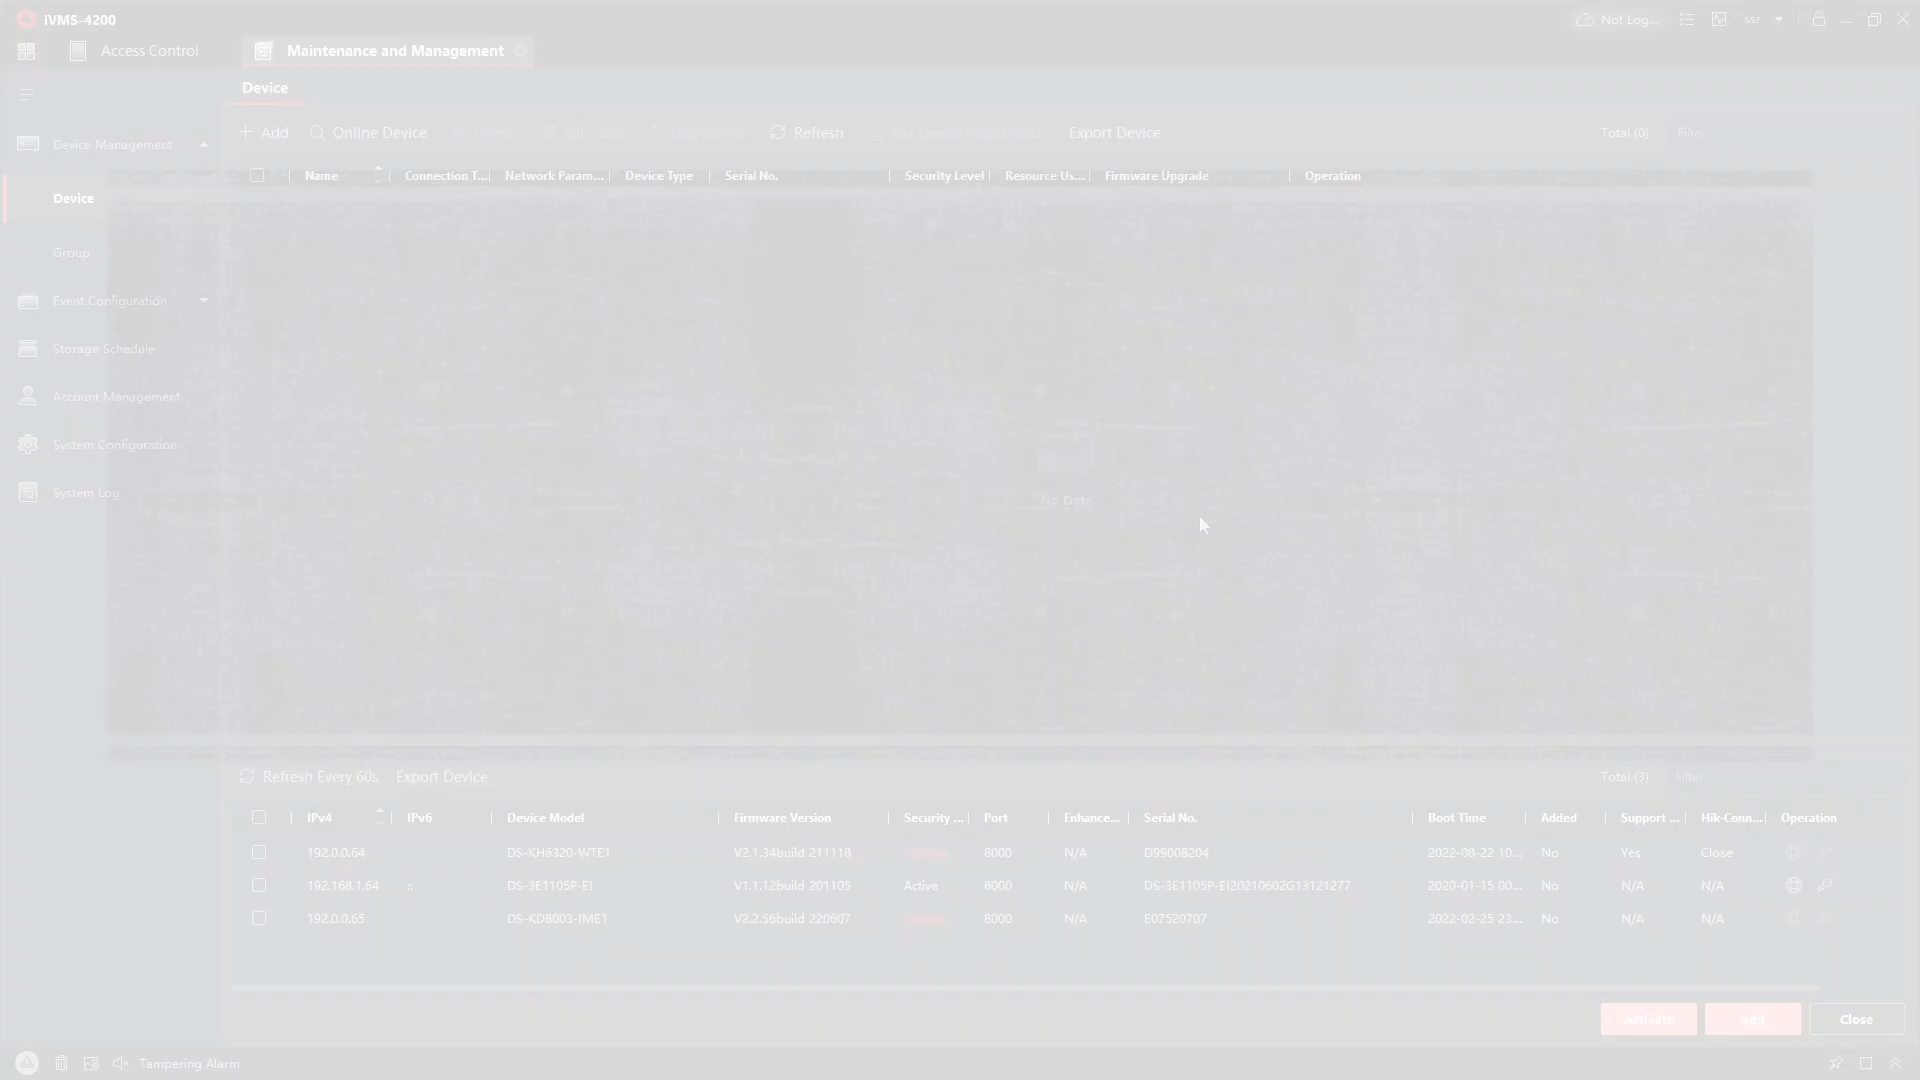 iVMS-4200
Not Log...
ssr
Access Control
Maintenance and Management
Device
Add
Online Device
Refresh
Export Device
Total (0)
Filter
Device Management
Name
Connection T...
Network Param...
Device Type
Serial No.
Security Level
Resource Us...
Firmware Upgrade
Operation
Device
Group
Event Configuration
Storage Schedule
Account Management
System Configuration
System Log
No Data
Refresh Every 60s.
Export Device
Total (3)
Filter
IPv4
IPv6
Device Model
Firmware Version
Security ...
Port
Enhance...
Serial No.
Boot Time
Added
Support ...
Hik-Conn...
Operation
192.0.0.64
DS-KH8320-WTE1
V2.1.34build 211118
8000
N/A
D99008204
2022-08-22 10...
No
Yes
Close
192.168.1.64
::
DS-3E1105P-EI
V1.1.12build 201105
Active
8000
N/A
DS-3E1105P-EI20210602G13121277
2020-01-15 00...
No
N/A
N/A
192.0.0.65
DS-KD8003-IME1
V2.2.56build 220607
8000
N/A
E07520707
2022-02-25 23...
No
N/A
N/A
Activate
Add
Close
Tampering Alarm